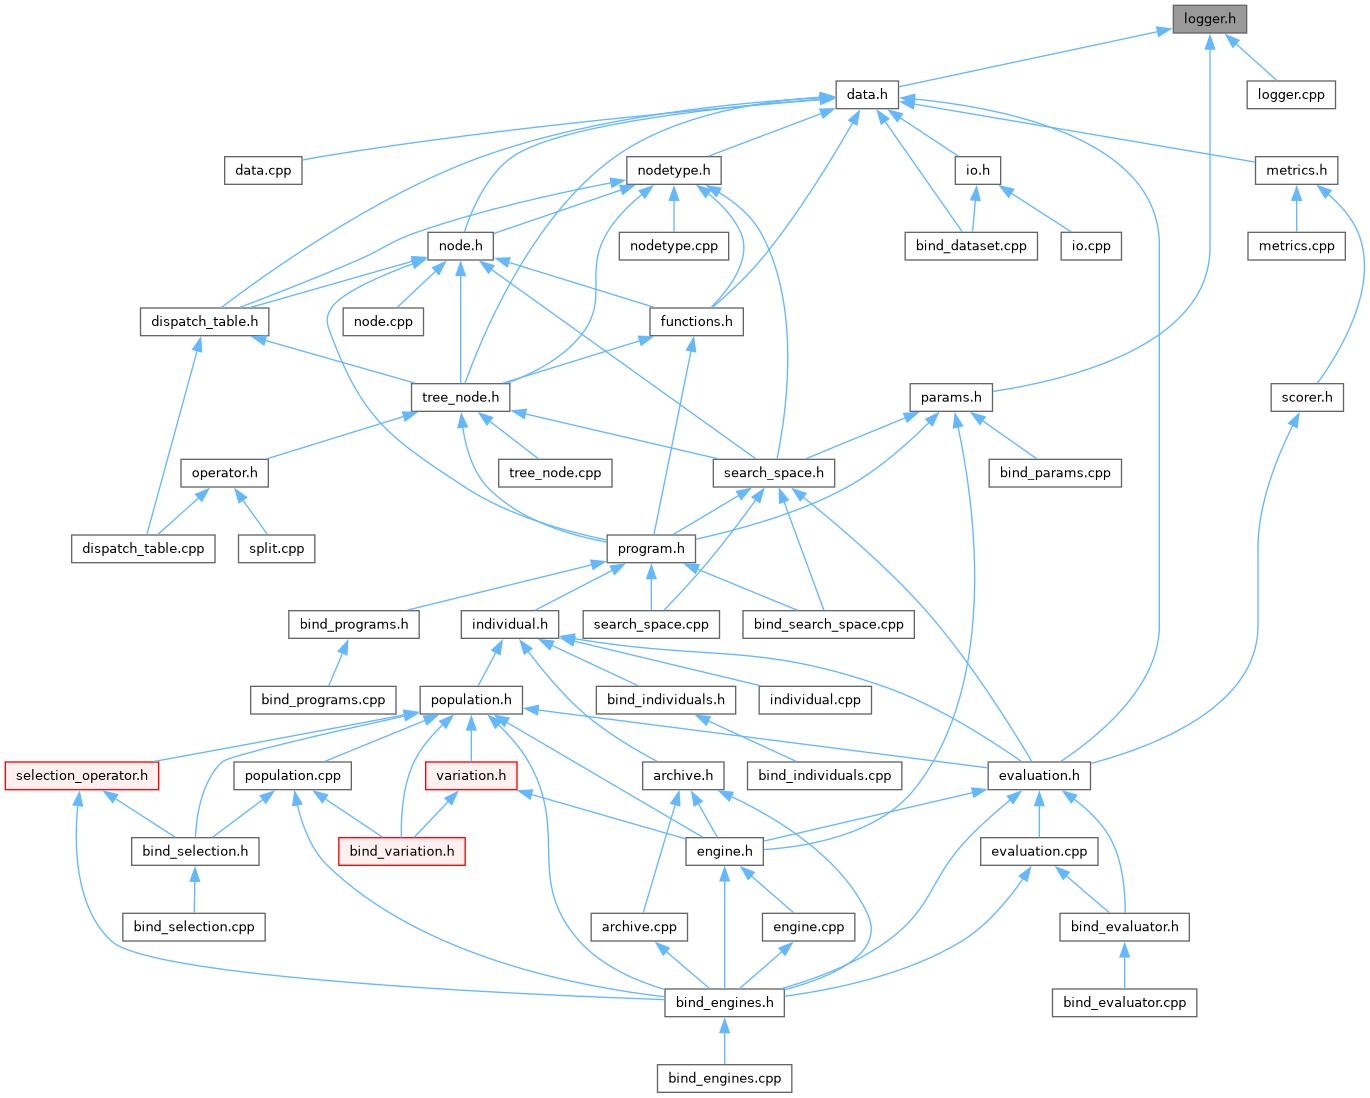 logger.h
data.h
logger.cpp
data.cpp
nodetype.h
io.h
metrics.h
node.h
nodetype.cpp
bind_dataset.cpp
io.cpp
metrics.cpp
dispatch_table.h
node.cpp
functions.h
tree_node.h
params.h
scorer.h
operator.h
tree_node.cpp
search_space.h
bind_params.cpp
dispatch_table.cpp
split.cpp
program.h
bind_programs.h
individual.h
search_space.cpp
bind_search_space.cpp
bind_programs.cpp
population.h
bind_individuals.h
individual.cpp
selection_operator.h
population.cpp
variation.h
archive.h
bind_individuals.cpp
evaluation.h
bind_selection.h
bind_variation.h
engine.h
evaluation.cpp
bind_selection.cpp
archive.cpp
engine.cpp
bind_evaluator.h
bind_engines.h
bind_evaluator.cpp
bind_engines.cpp